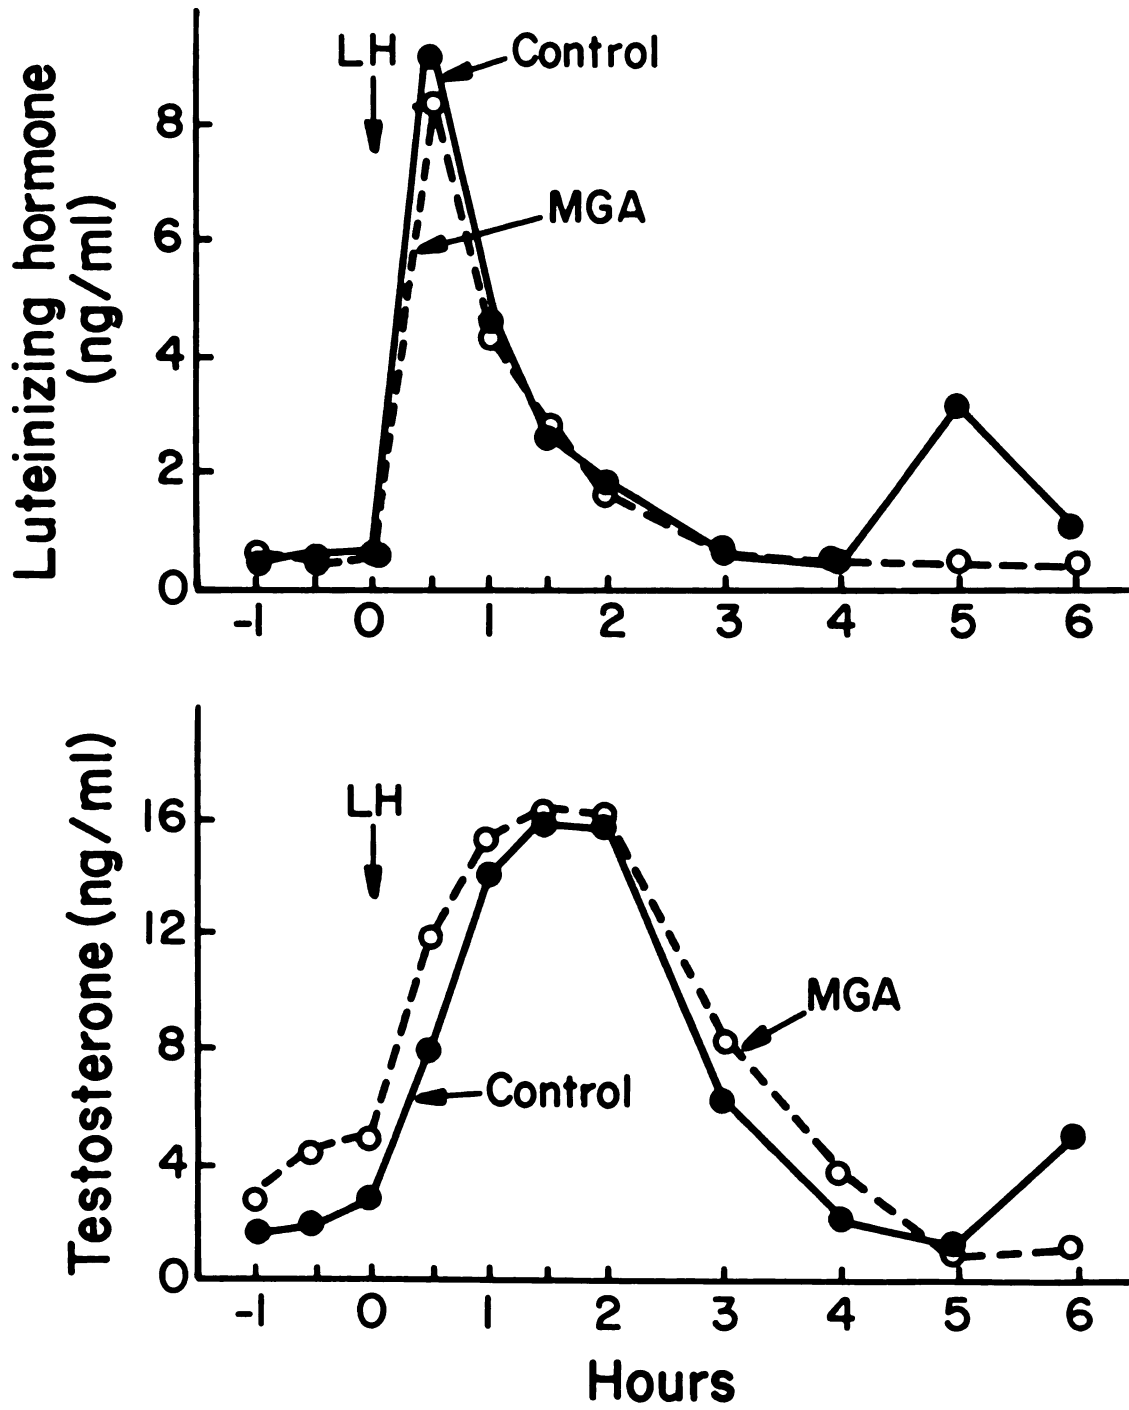 LH
Control
MGA
Luteinizing hormone
(ng/ml)
8
6
4
2
0
-1 0 1 2 3 4 5 6
LH
MGA
Control
Testosterone (ng/ml)
16
12
8
4
0
-1 0 1 2 3 4 5 6
Hours